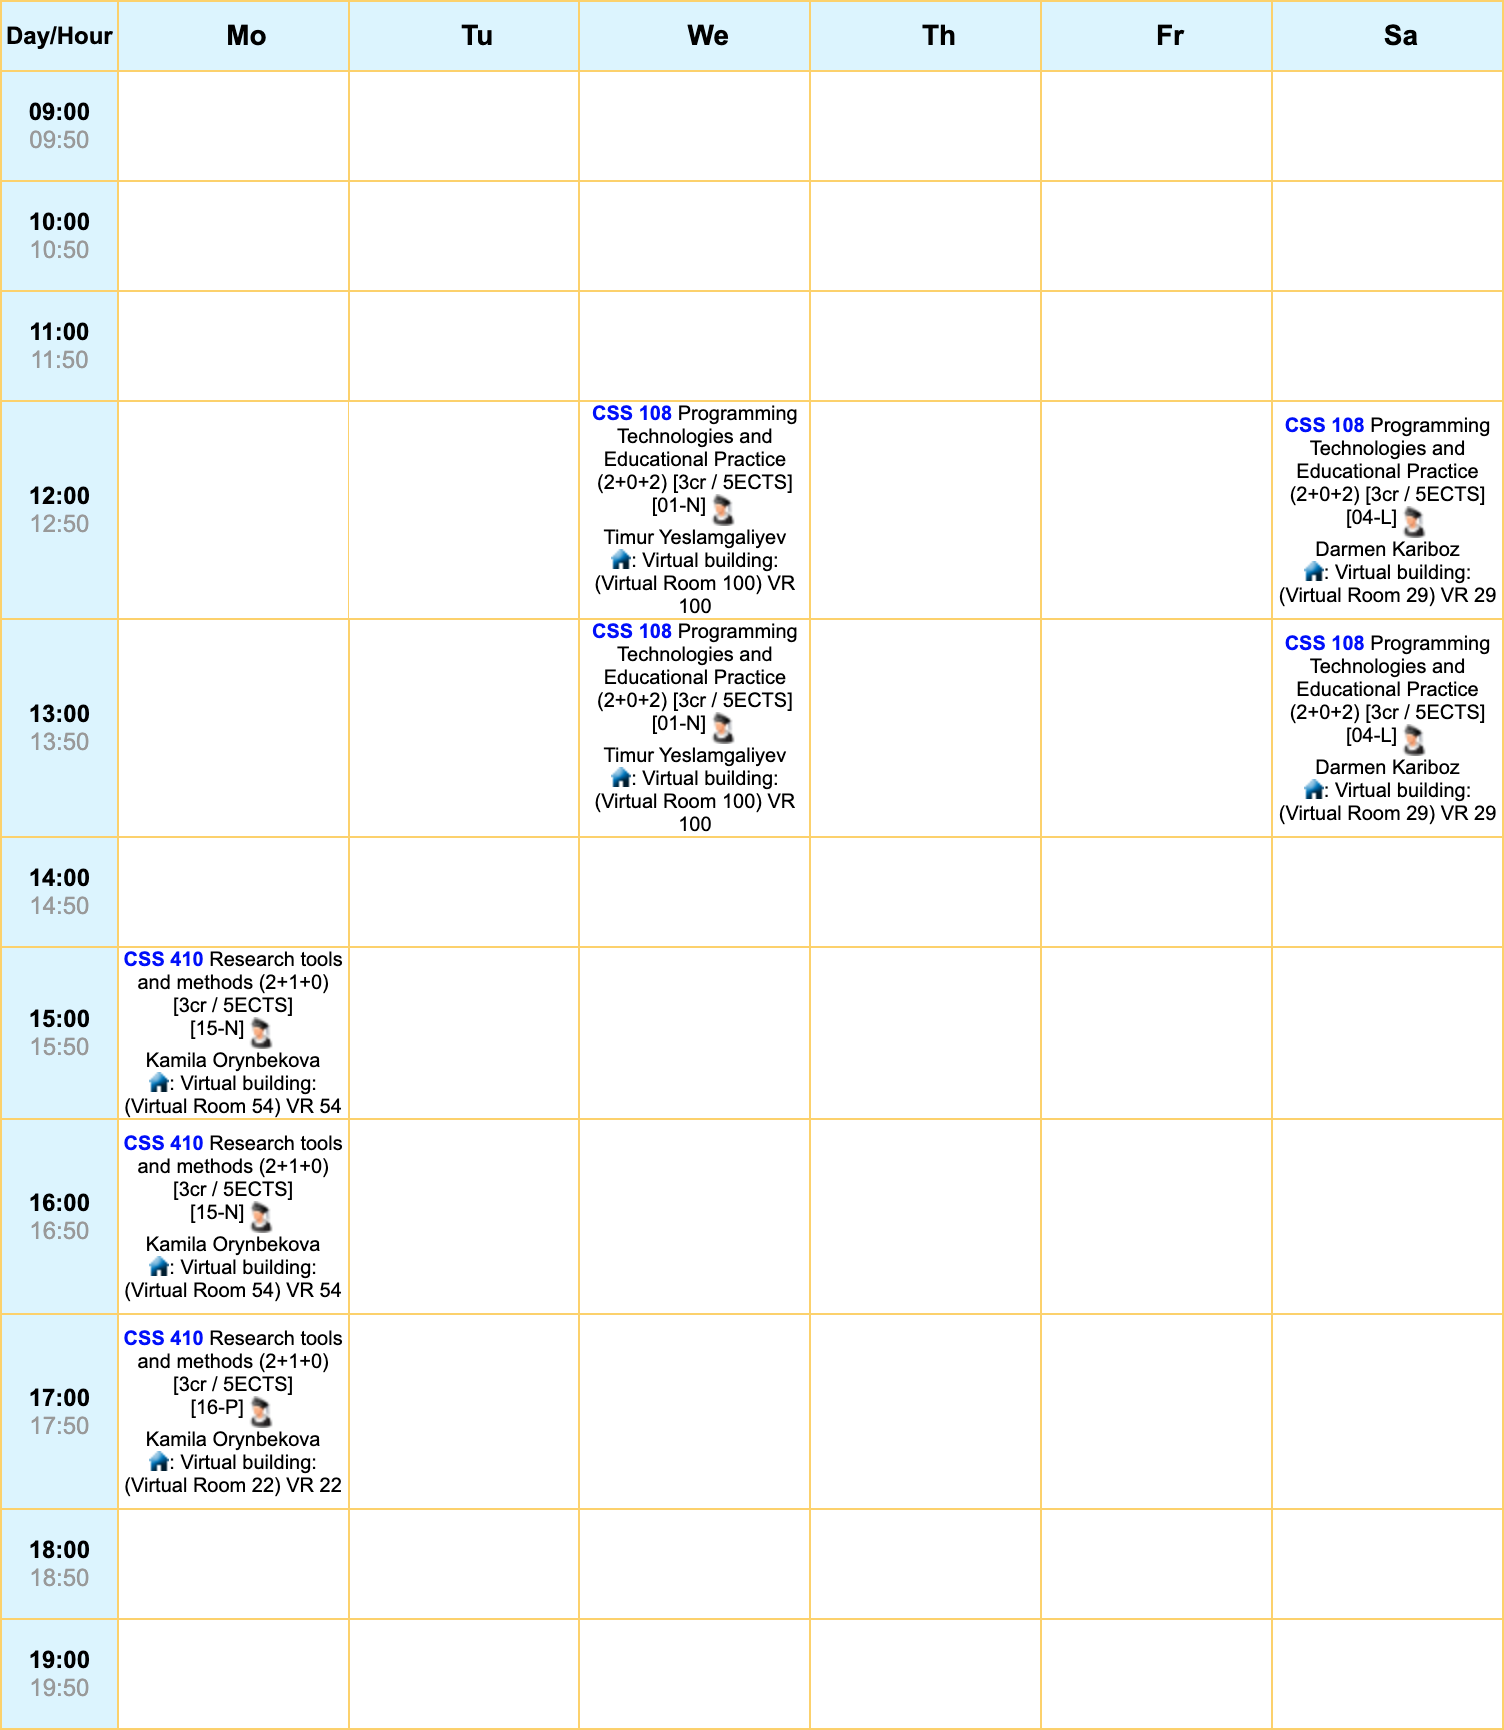 Day/Hour Mo Tu We Th Fr Sa
09:00
09:50
10:00
10:50
11:00
11:50
12:00
12:50
CSS 108 Programming
Technologies and
Educational Practice
(2+0+2) [3cr / 5ECTS]
[01-N]
Timur Yeslamgaliyev
: Virtual building:
(Virtual Room 100) VR
100
CSS 108 Programming
Technologies and
Educational Practice
(2+0+2) [3cr / 5ECTS]
[04-L]
Darmen Kariboz
: Virtual building:
(Virtual Room 29) VR 29
13:00
13:50
CSS 108 Programming
Technologies and
Educational Practice
(2+0+2) [3cr / 5ECTS]
[01-N]
Timur Yeslamgaliyev
: Virtual building:
(Virtual Room 100) VR
100
CSS 108 Programming
Technologies and
Educational Practice
(2+0+2) [3cr / 5ECTS]
[04-L]
Darmen Kariboz
: Virtual building:
(Virtual Room 29) VR 29
14:00
14:50
15:00
15:50
CSS 410 Research tools
and methods (2+1+0)
[3cr / 5ECTS]
[15-N]
Kamila Orynbekova
: Virtual building:
(Virtual Room 54) VR 54
16:00
16:50
CSS 410 Research tools
and methods (2+1+0)
[3cr / 5ECTS]
[15-N]
Kamila Orynbekova
: Virtual building:
(Virtual Room 54) VR 54
17:00
17:50
CSS 410 Research tools
and methods (2+1+0)
[3cr / 5ECTS]
[16-P]
Kamila Orynbekova
: Virtual building:
(Virtual Room 22) VR 22
18:00
18:50
19:00
19:50